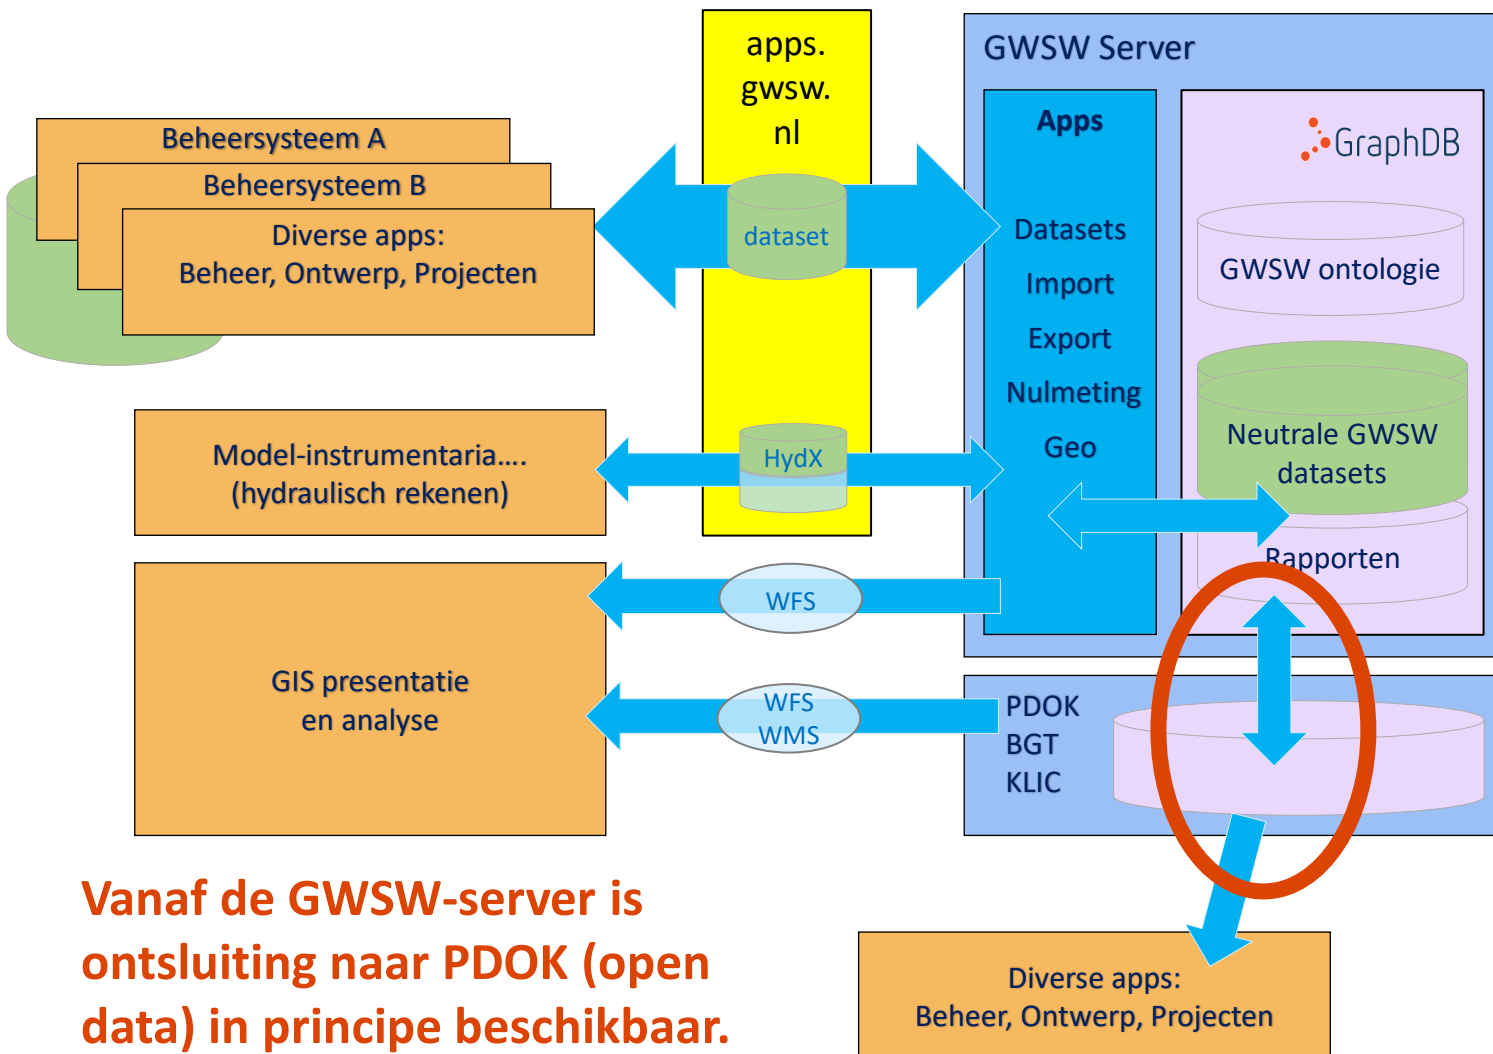 apps.
gwsw.
nl
GWSW Server
Apps
GraphDB
Beheersysteem A
Beheersysteem B
Diverse apps:
Beheer, Ontwerp, Projecten
dataset
Datasets
Import
Export
Nulmeting
Geo
GWSW ontologie
Neutrale GWSW
datasets
Rapporten
Model-instrumentaria....
(hydraulisch rekenen)
HydX
WFS
GIS presentatie
en analyse
WFS
WMS
PDOK
BGT
KLIC
Vanaf de GWSW-server is
ontsluiting naar PDOK (open
data) in principe beschikbaar.
Diverse apps:
Beheer, Ontwerp, Projecten